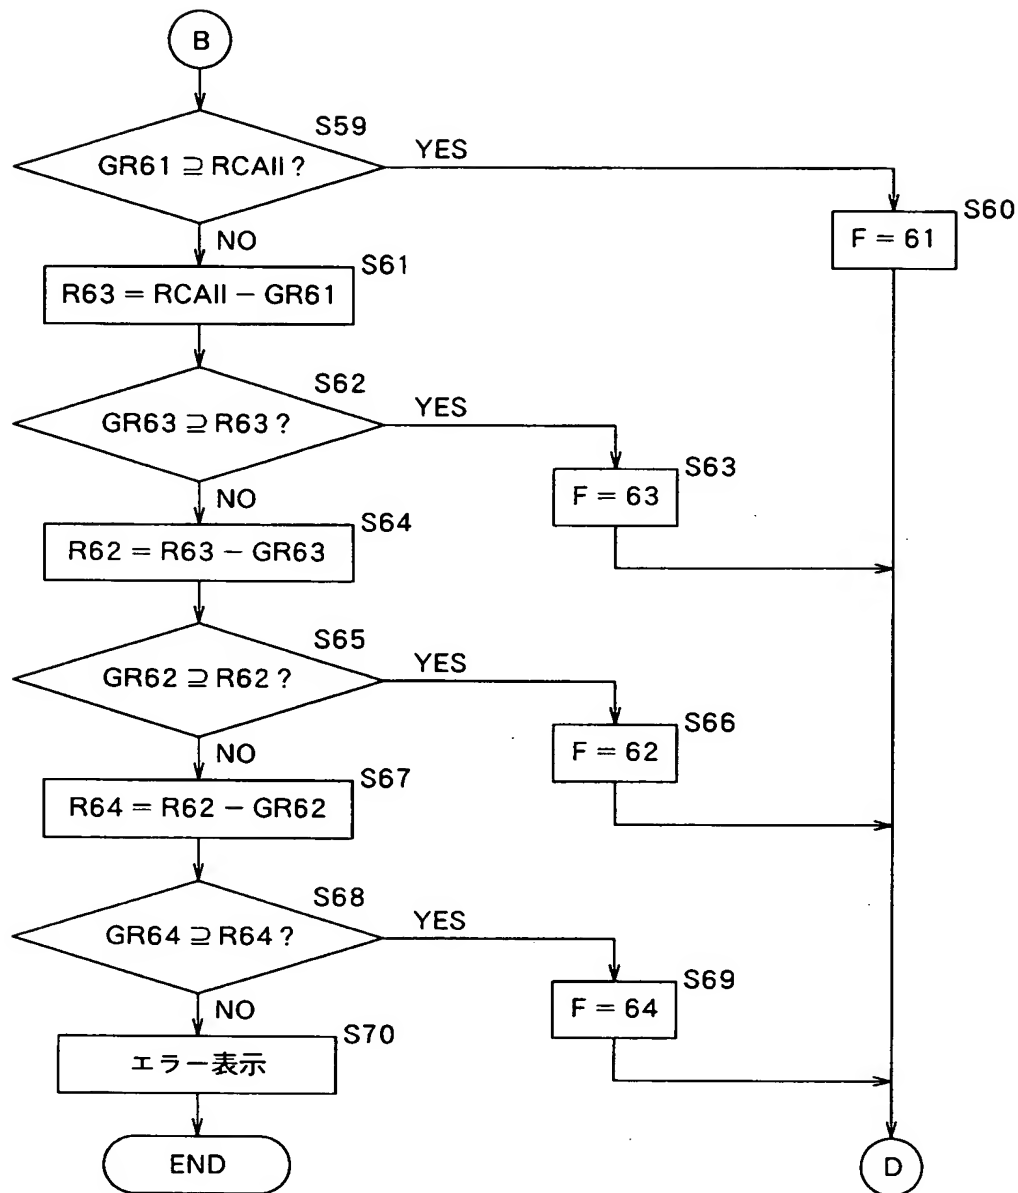 B
S59
GR61 ⊇ RCAll ?
YES
S60
F = 61
NO
S61
R63 = RCAll − GR61
S62
GR63 ⊇ R63 ?
YES
S63
F = 63
NO
S64
R62 = R63 − GR63
S65
GR62 ⊇ R62 ?
YES
S66
F = 62
NO
S67
R64 = R62 − GR62
S68
GR64 ⊇ R64 ?
YES
S69
F = 64
NO
S70
エラー表示
END
D